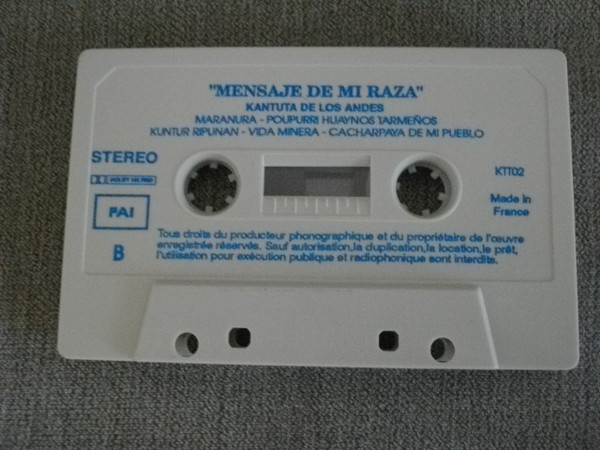 "MENSAJE DE MI RAZA"
KANTUTA DE LOS ANDES
MARANURA - POUPURRI HUAYNOS TARMEÑOS
KUNTUR RIPUNAN - VIDA MINERA - CACHARPAYA DE MI PUEBLO
STEREO
KTT02
Made in
France
PAI
B
Tous droits du producteur phonographique et du propriétaire de l'œuvre
enregistrée réservés. Sauf autorisation,la duplication,la location,le prêt,
l'utilisation pour exécution publique et radiophonique sont interdits.